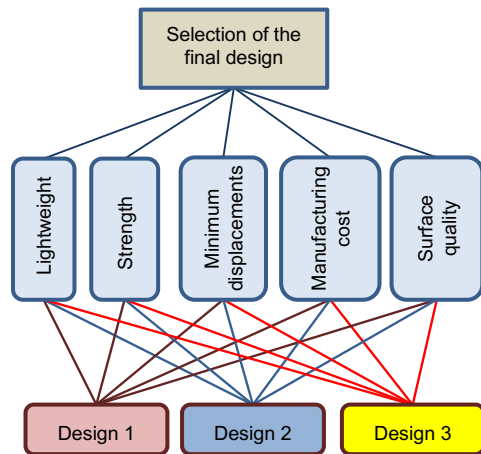 Selection of the
final design
Lightweight
Strength
Minimum
displacements
Manufacturing
cost
Surface
quality
Design 1
Design 2
Design 3